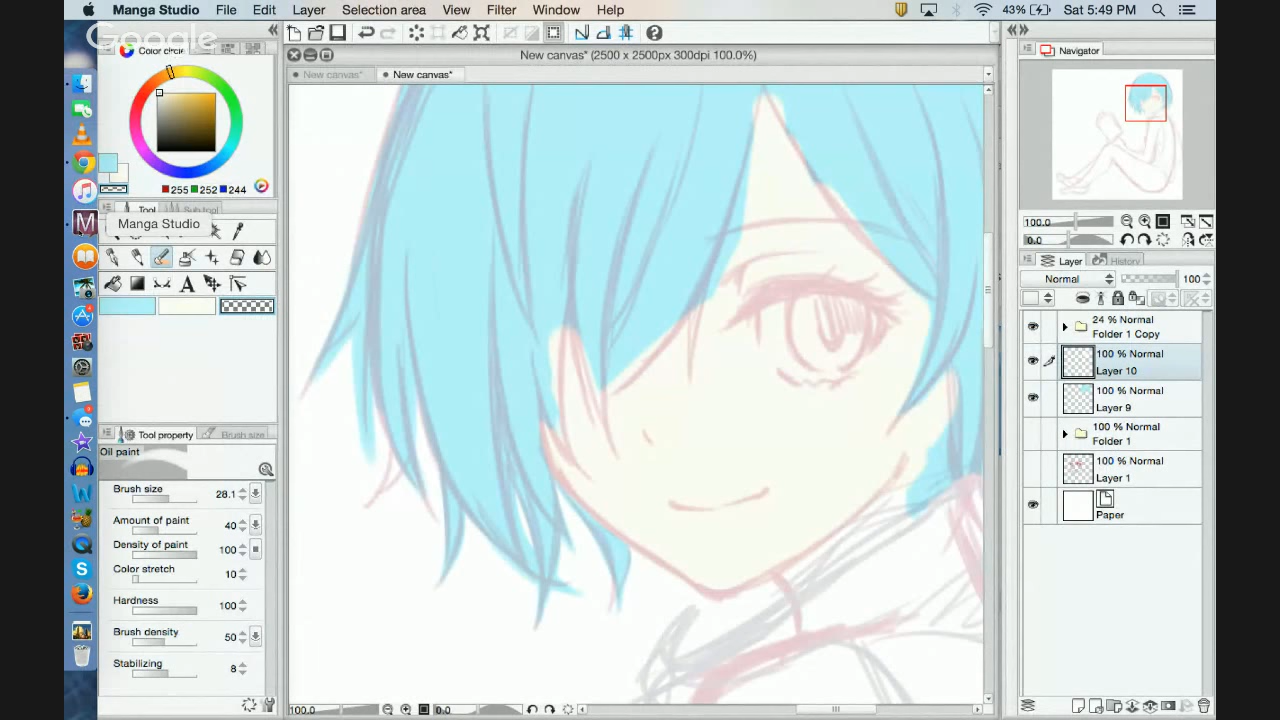 Manga Studio File Edit Layer Selection area View Filter Window Help
43% Sat 5:49 PM
Google
Color circle
New canvas* (2500 x 2500px 300dpi 100.0%)
New canvas* New canvas*
Navigator
255 252 244
Tool Sub tool
Manga Studio
100.0
0.0
Layer History
Normal 100
24 % Normal
Folder 1 Copy
100 % Normal
Layer 10
100 % Normal
Layer 9
100 % Normal
Folder 1
100 % Normal
Layer 1
Paper
Tool property Brush size
Oil paint
Brush size 28.1
Amount of paint 40
Density of paint 100
Color stretch 10
Hardness 100
Brush density 50
Stabilizing 8
100.0 0.0